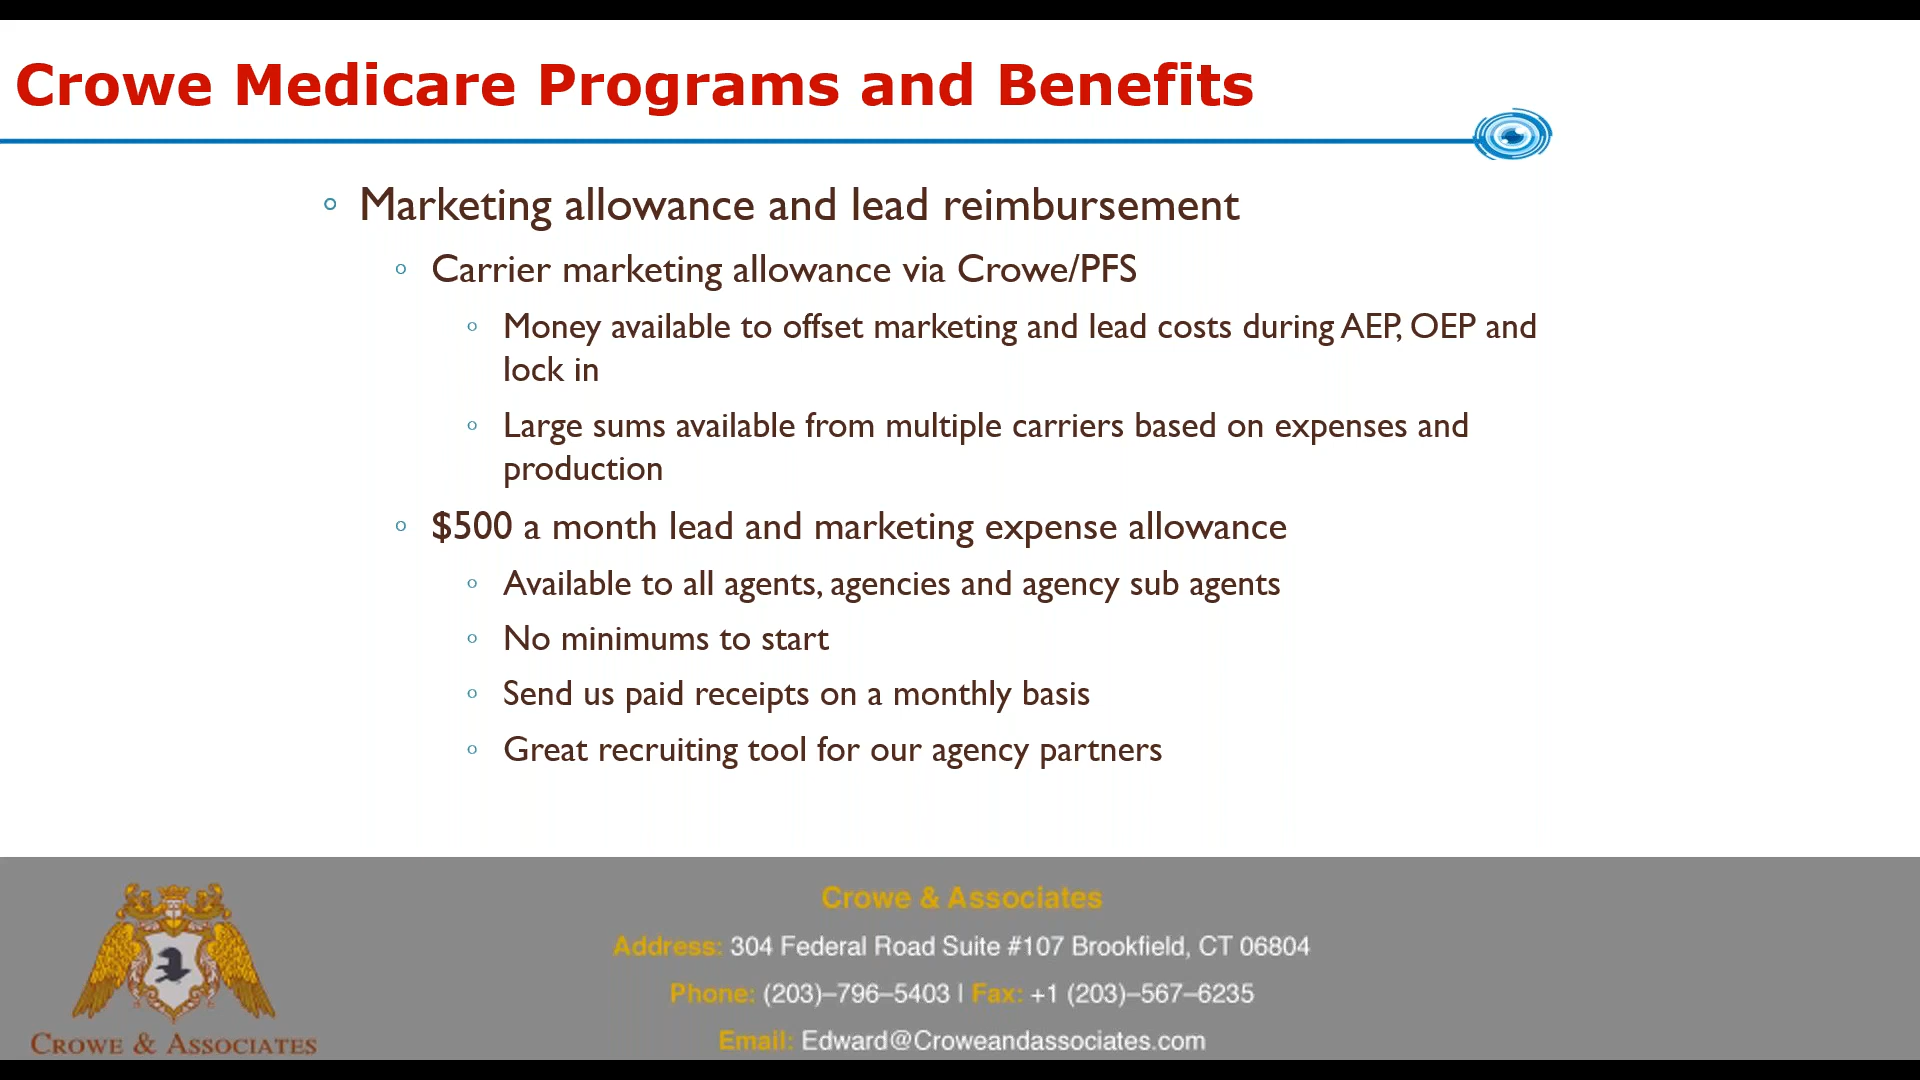 Crowe Medicare Programs and Benefits
Marketing allowance and lead reimbursement
Carrier marketing allowance via Crowe/PFS
Money available to offset marketing and lead costs during AEP, OEP and
lock in
Large sums available from multiple carriers based on expenses and
production
$500 a month lead and marketing expense allowance
Available to all agents, agencies and agency sub agents
No minimums to start
Send us paid receipts on a monthly basis
Great recruiting tool for our agency partners
Crowe & Associates
Address: 304 Federal Road Suite #107 Brookfield, CT 06804
Phone: (203)–796–5403 | Fax: +1 (203)–567–6235
Email: Edward@Croweandassociates.com
CROWE & ASSOCIATES